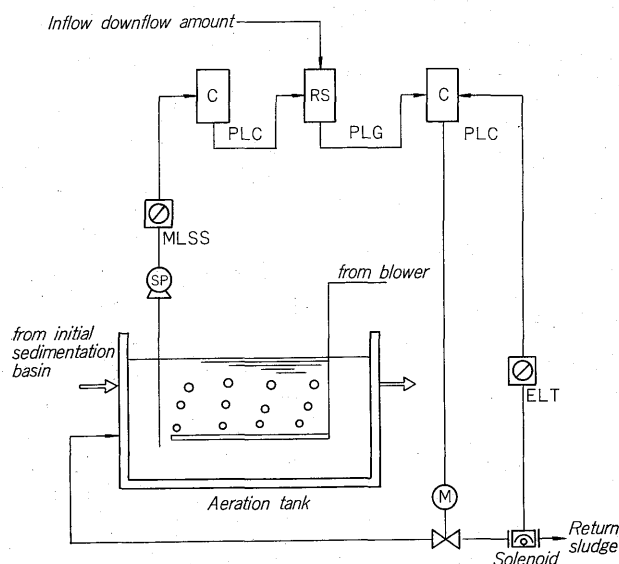 Inflow downflow amount
C
RS
C
PLC
PLG
PLC
MLSS
SP
from blower
from initial
sedimentation
basin
ELT
M
Aeration tank
Return
sludge
Solenoid